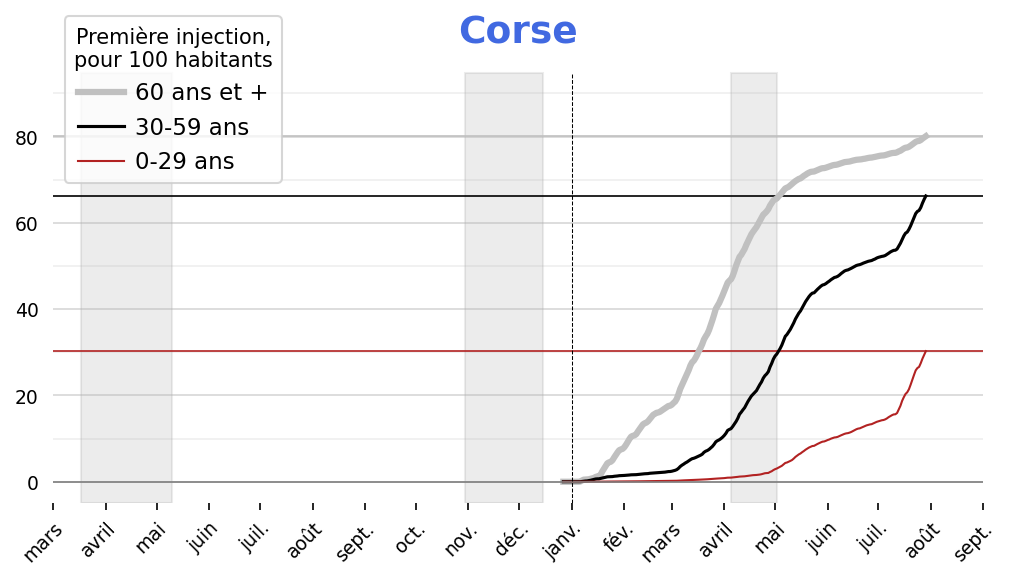 Corse
Première injection,
pour 100 habitants
60 ans et +
30-59 ans
0-29 ans
80
60
40
20
0
mars
avril
mai
juin
juil.
août
sept.
oct.
nov.
déc.
janv.
fév.
mars
avril
mai
juin
juil.
août
sept.